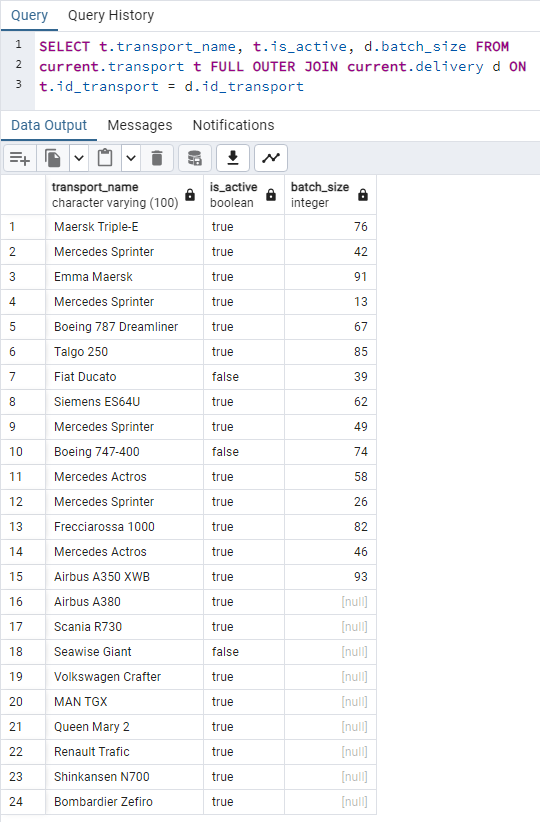 Query Query History
1 SELECT t.transport_name, t.is_active, d.batch_size FROM
2 current.transport t FULL OUTER JOIN current.delivery d ON
3 t.id_transport = d.id_transport
Data Output Messages Notifications
transport_name is_active batch_size
character varying (100) boolean integer
1 Maersk Triple-E true 76
2 Mercedes Sprinter true 42
3 Emma Maersk true 91
4 Mercedes Sprinter true 13
5 Boeing 787 Dreamliner true 67
6 Talgo 250 true 85
7 Fiat Ducato false 39
8 Siemens ES64U true 62
9 Mercedes Sprinter true 49
10 Boeing 747-400 false 74
11 Mercedes Actros true 58
12 Mercedes Sprinter true 26
13 Frecciarossa 1000 true 82
14 Mercedes Actros true 46
15 Airbus A350 XWB true 93
16 Airbus A380 true [null]
17 Scania R730 true [null]
18 Seawise Giant false [null]
19 Volkswagen Crafter true [null]
20 MAN TGX true [null]
21 Queen Mary 2 true [null]
22 Renault Trafic true [null]
23 Shinkansen N700 true [null]
24 Bombardier Zefiro true [null]